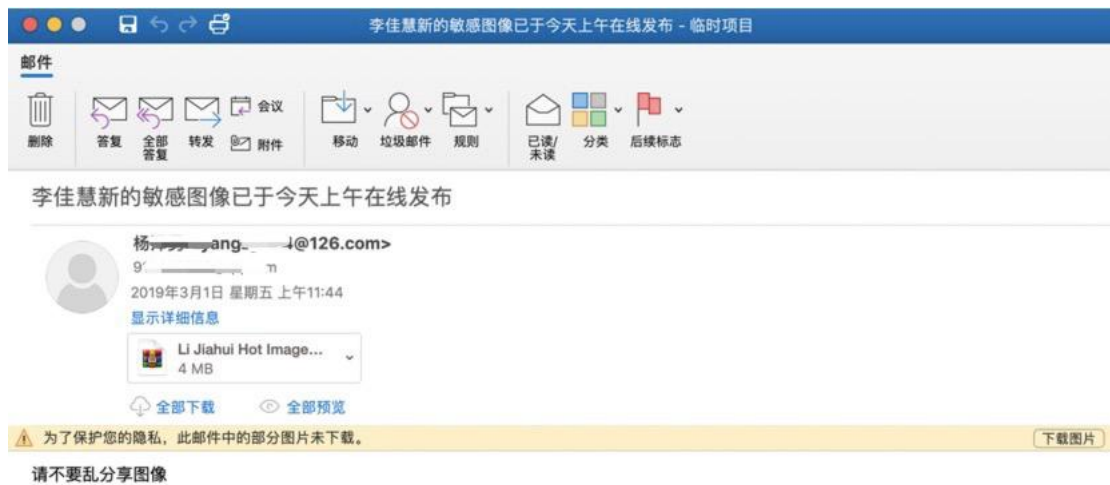 李佳慧新的敏感图像已于今天上午在线发布 - 临时项目
邮件
删除
答复
全部答复
转发
会议
附件
移动
垃圾邮件
规则
已读/未读
分类
后续标志
李佳慧新的敏感图像已于今天上午在线发布
杨 @126.com>
2019年3月1日 星期五 上午11:44
显示详细信息
Li Jiahui Hot Image...
4 MB
全部下载 全部预览
为了保护您的隐私，此邮件中的部分图片未下载。 下载图片
请不要乱分享图像